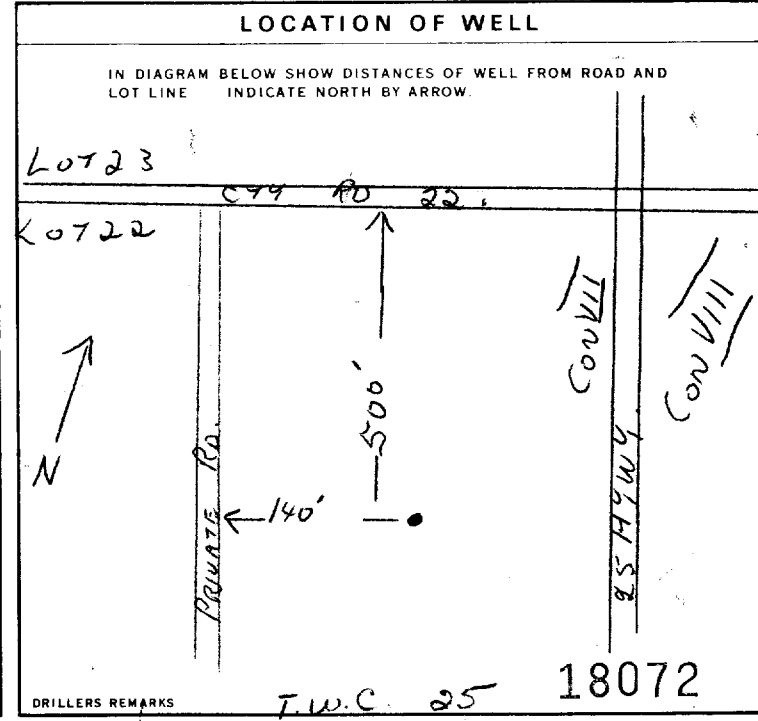 LOCATION OF WELL
IN DIAGRAM BELOW SHOW DISTANCES OF WELL FROM ROAD AND
LOT LINE INDICATE NORTH BY ARROW.
LOT 23
CTY RD 22.
LOT 22
CON VII
CON VIII
500'
N
PRIVATE RD.
140'
25 HYWY
18072
DRILLERS REMARKS T.W.C. 25